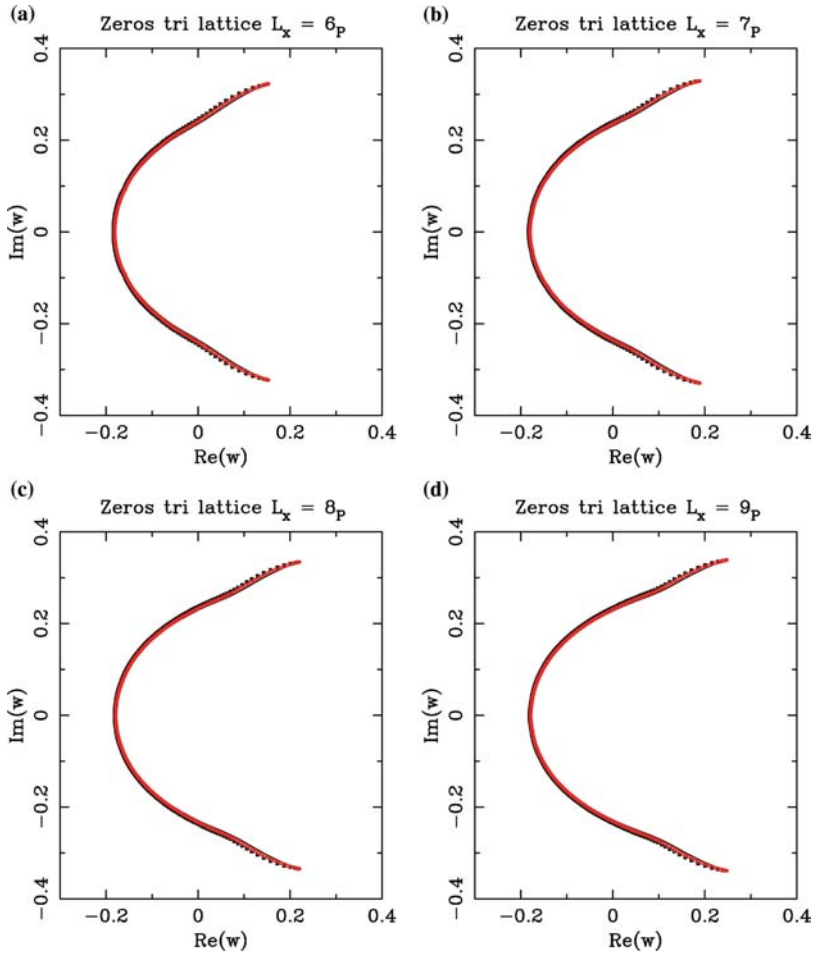 (a)
Zeros tri lattice Lₓ = 6_P
0.4
0.2
0
−0.2
−0.4
Im(w)
−0.2
0
0.2
0.4
Re(w)
(b)
Zeros tri lattice Lₓ = 7_P
0.4
0.2
0
−0.2
−0.4
Im(w)
−0.2
0
0.2
0.4
Re(w)
(c)
Zeros tri lattice Lₓ = 8_P
0.4
0.2
0
−0.2
−0.4
Im(w)
−0.2
0
0.2
0.4
Re(w)
(d)
Zeros tri lattice Lₓ = 9_P
0.4
0.2
0
−0.2
−0.4
Im(w)
−0.2
0
0.2
0.4
Re(w)